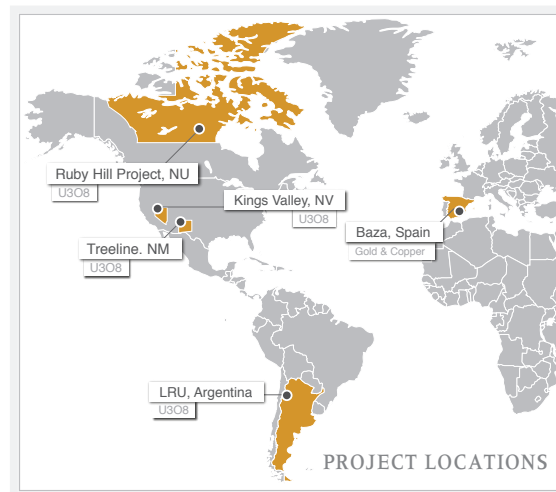 Ruby Hill Project, NU
U3O8
Kings Valley, NV
U3O8
Treeline. NM
U3O8
Baza, Spain
Gold & Copper
LRU, Argentina
U3O8
PROJECT LOCATIONS